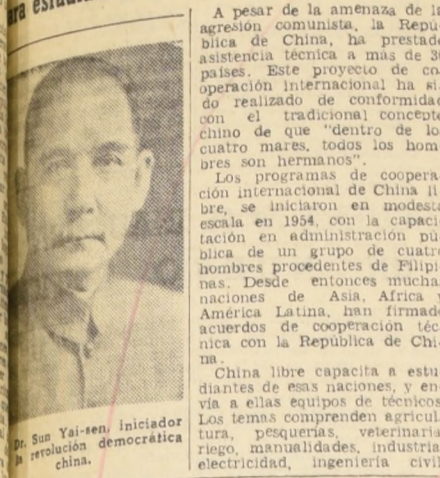 ara
A pesar de la amenaza de la
agresión comunista, la Repú-
blica de China, ha prestado
asistencia técnica a más de
países. Este proyecto de co-
operación internacional ha si-
do realizado de conformidad
con el tradicional concepto
chino de que "dentro de los
cuatro mares, todos los hom-
bres son hermanos".
Los programas de coopera-
ción internacional de China li-
bre, se iniciaron en modesta
escala en 1954, con la capaci-
tación en administración pú-
blica de un grupo de cuatro
hombres procedentes de Filipi-
nas. Desde entonces muchas
naciones de Asia, Africa y
América Latina, han firmado
acuerdos de cooperación téc-
nica con la República de Chi-
na.
China libre capacita a estu-
diantes de esas naciones, y en-
vía a ellas equipos de técnicos.
Los temas comprenden agricul-
tura, pesquerías, veterinaria
riego, manualidades, industria
electricidad, ingeniería civil
Dr. Sun Yai-sen, iniciador
la revolución democrática
china.